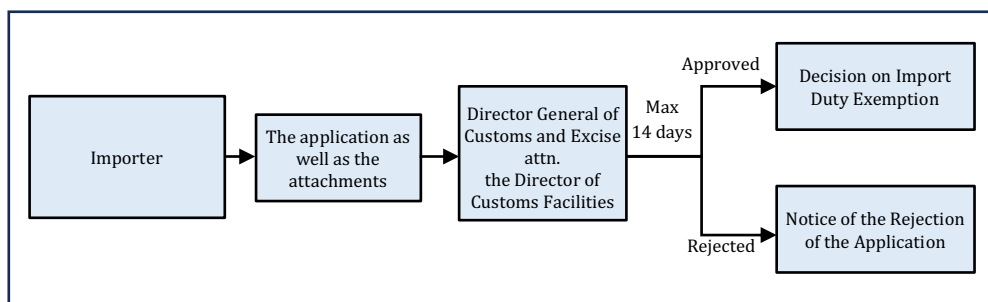 Importer
The application as
well as the
attachments
Director General of
Customs and Excise
attn.
the Director of
Customs Facilities
Max
14 days
Approved
Decision on Import
Duty Exemption
Rejected
Notice of the Rejection
of the Application